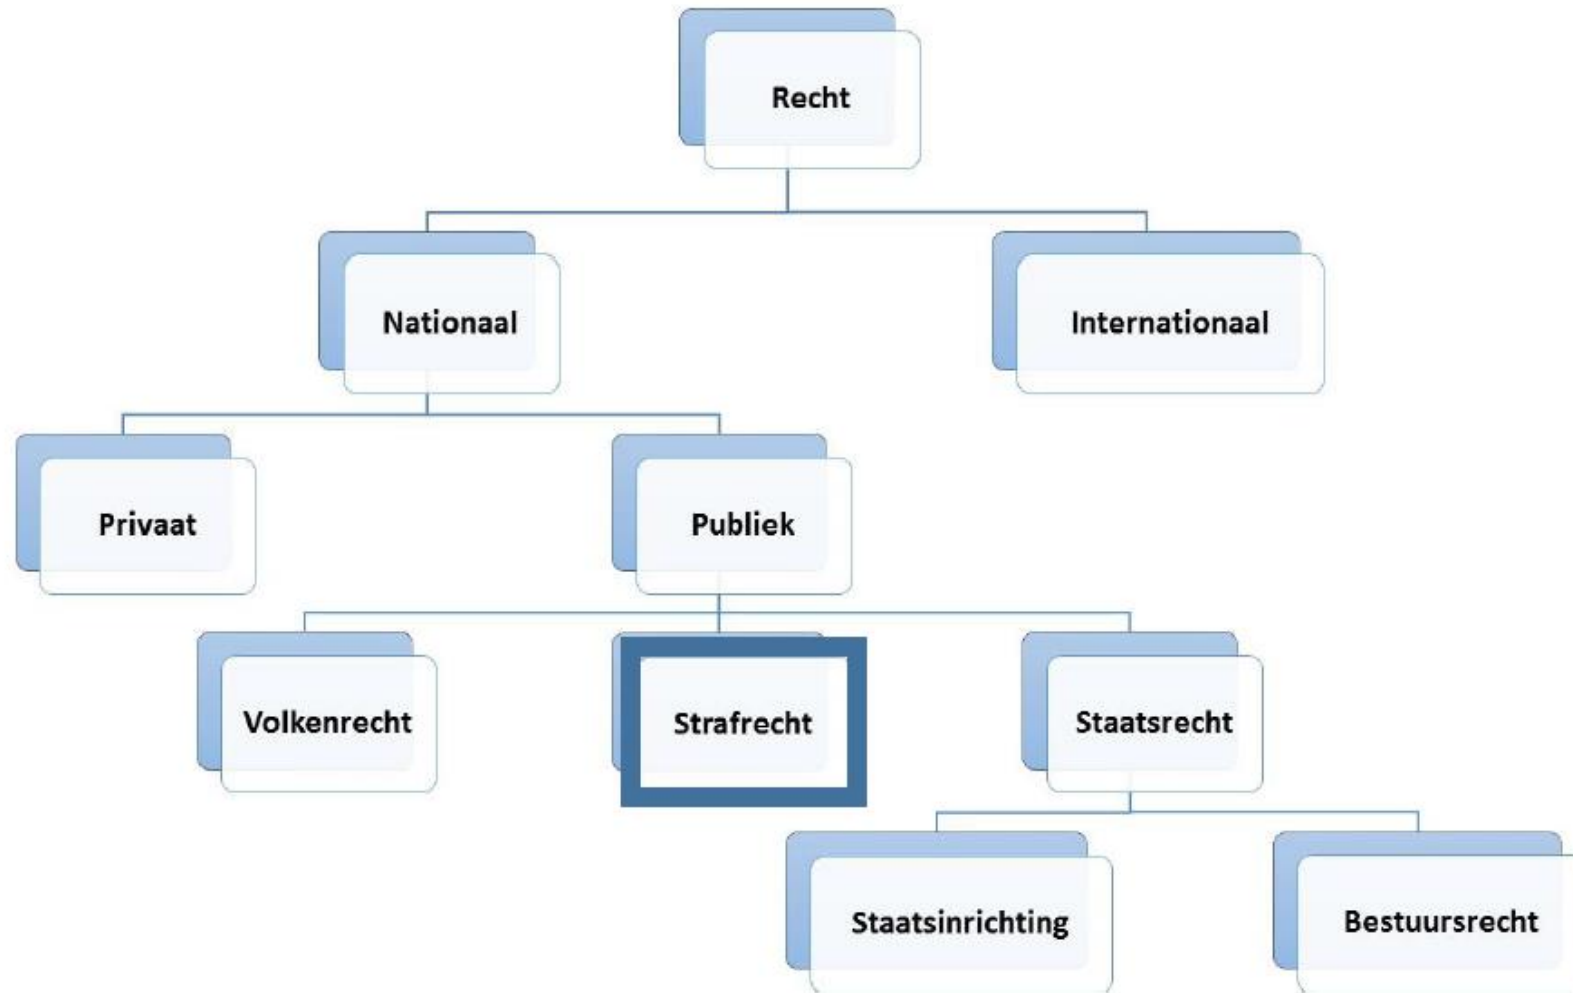 Recht
Nationaal
Internationaal
Privaat
Publiek
Volkenrecht
Strafrecht
Staatsrecht
Staatsinrichting
Bestuursrecht